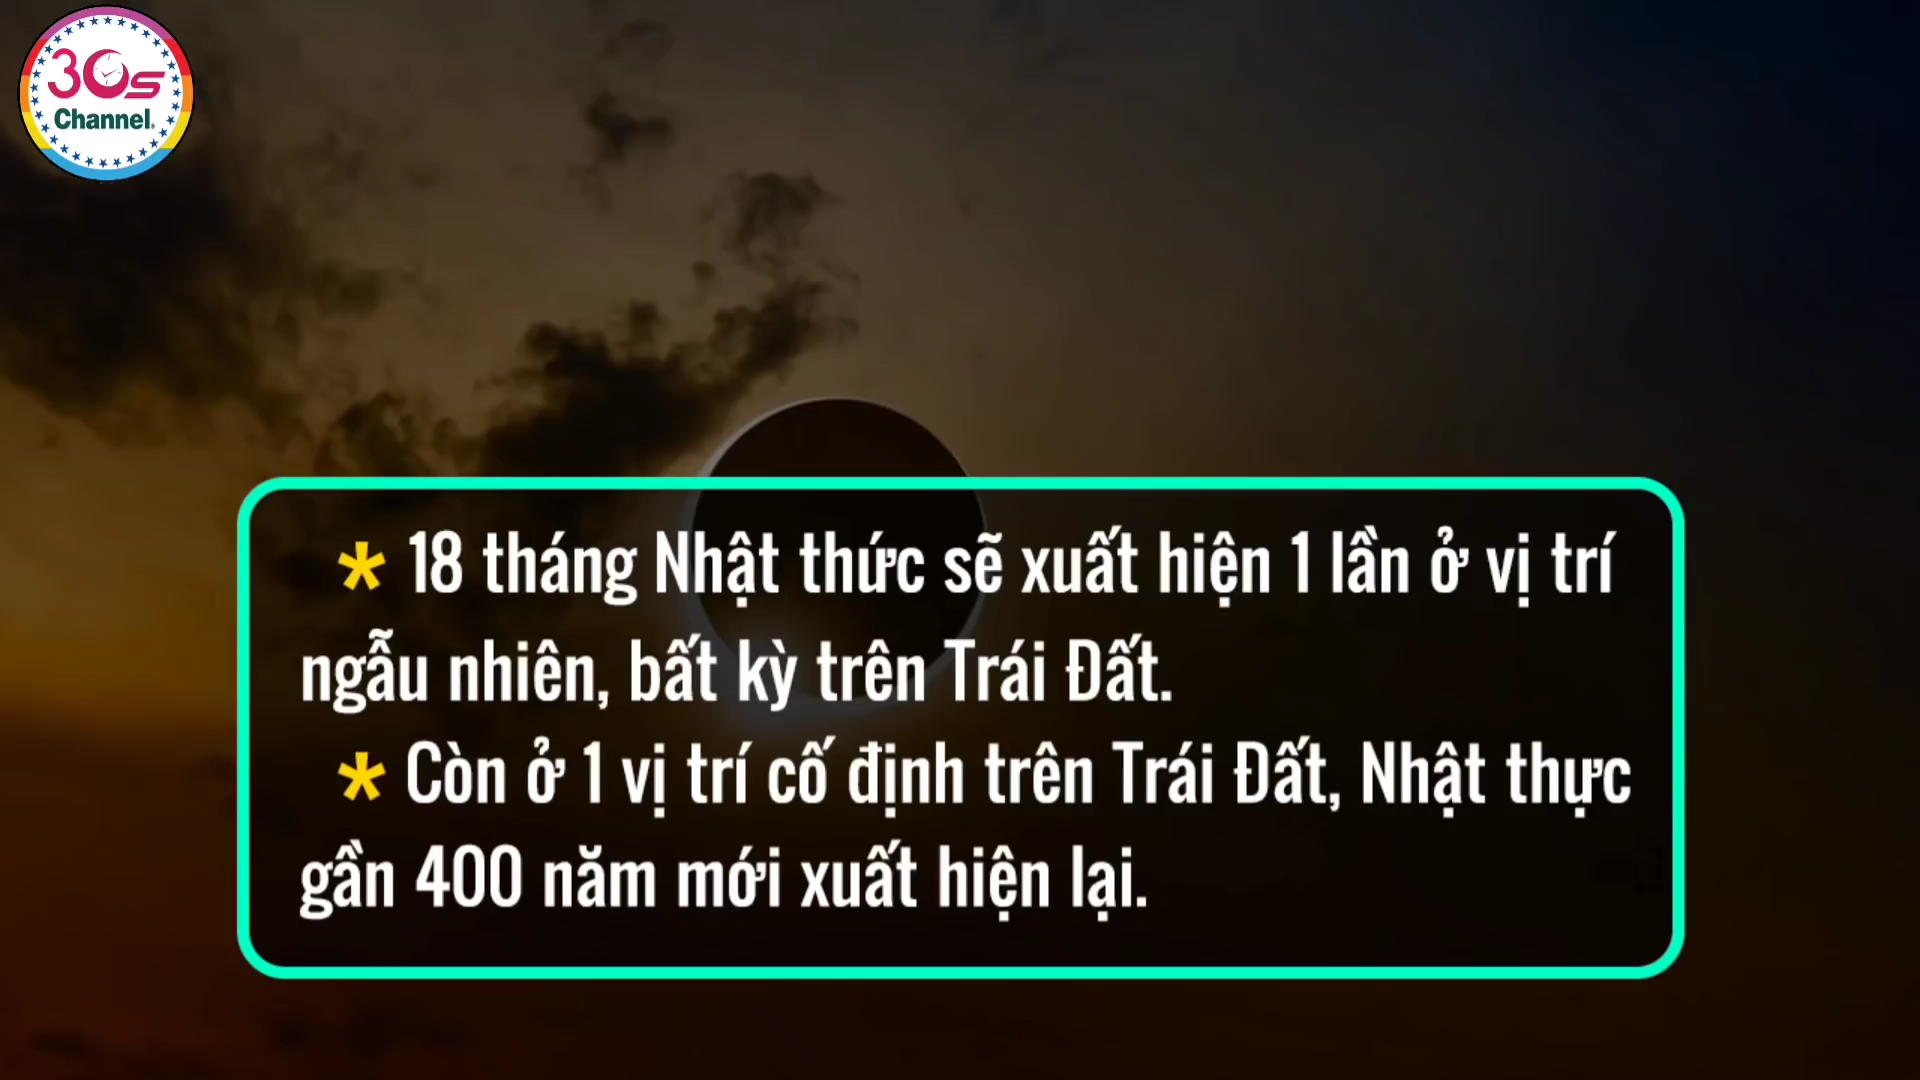 30s
Channel.
* 18 tháng Nhật thức sẽ xuất hiện 1 lần ở vị trí
ngẫu nhiên, bất kỳ trên Trái Đất.
* Còn ở 1 vị trí cố định trên Trái Đất, Nhật thực
gần 400 năm mới xuất hiện lại.